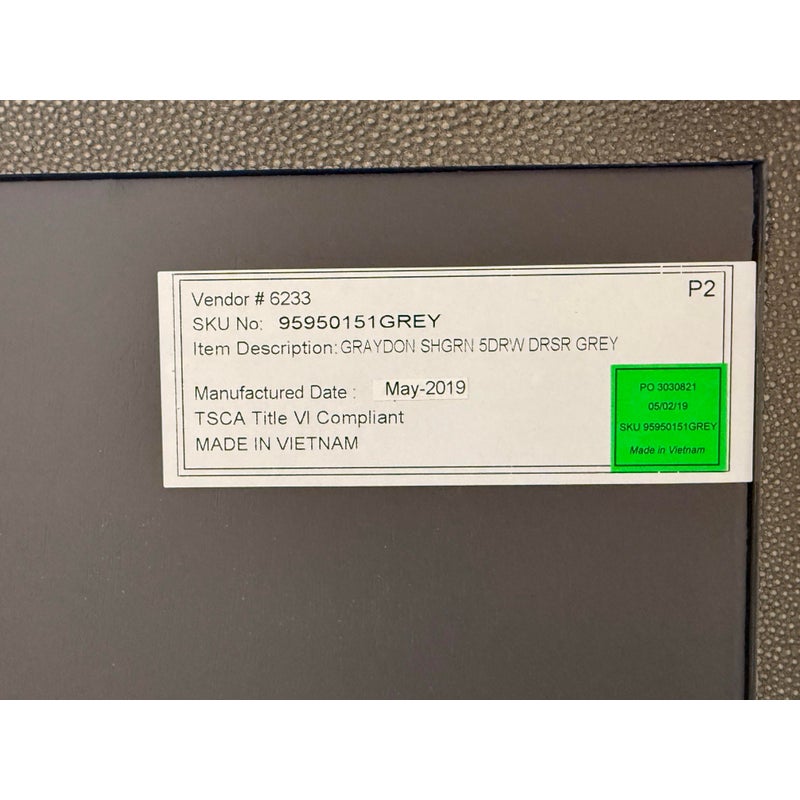 Vendor # 6233
P2
SKU No: 95950151GREY
Item Description: GRAYDON SHGRN 5DRW DRSR GREY
Manufactured Date : May-2019
TSCA Title VI Compliant
MADE IN VIETNAM
PO 3030821
05/02/19
SKU 95950151GREY
Made in Vietnam